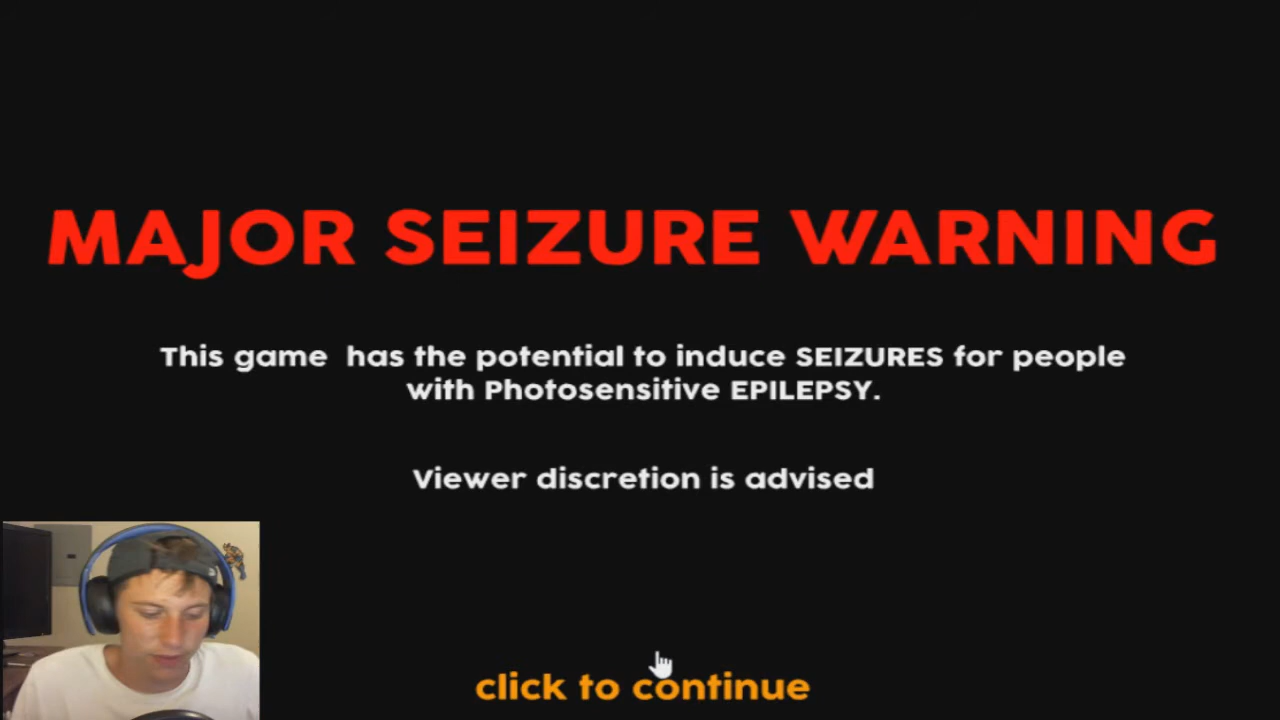 MAJOR SEIZURE WARNING
This game has the potential to induce SEIZURES for people
with Photosensitive EPILEPSY.
Viewer discretion is advised
click to continue